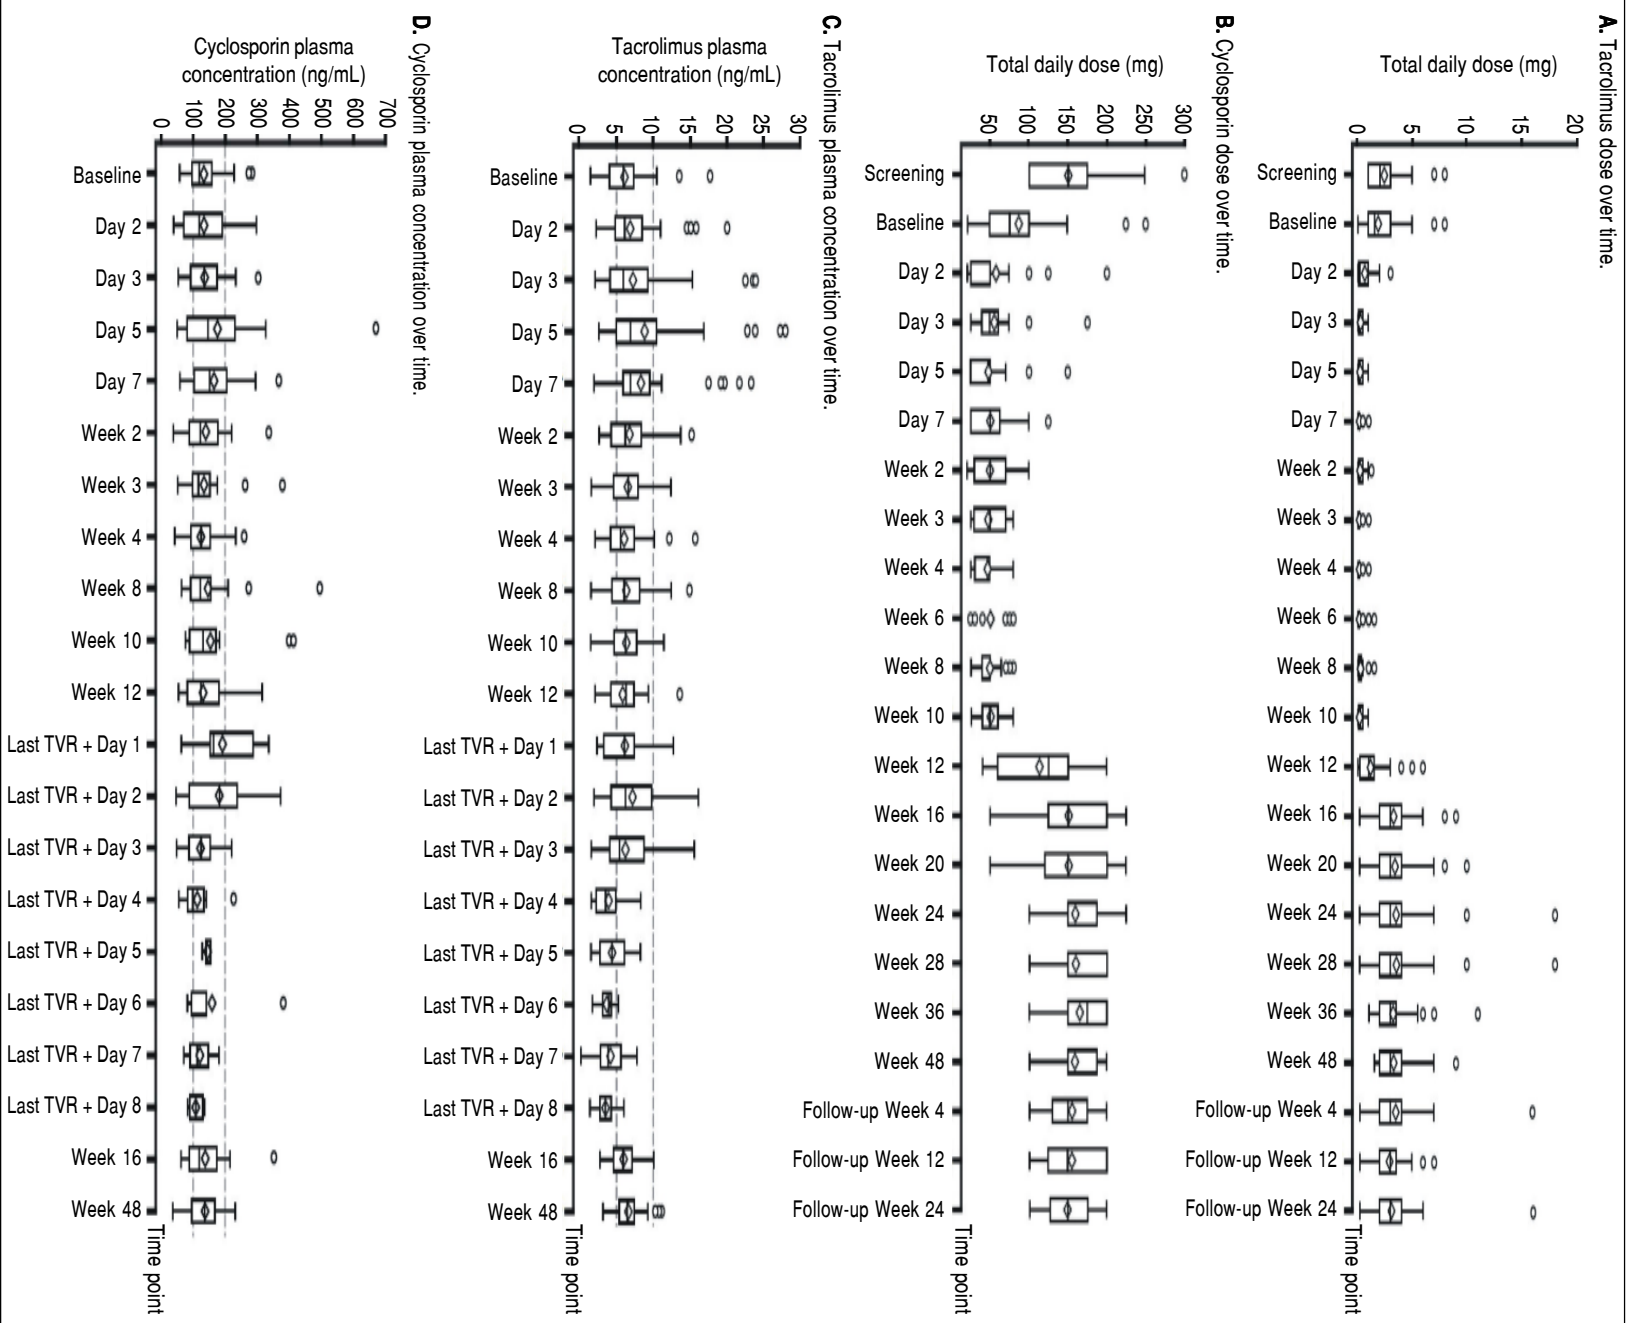 A. Tacrolimus dose over time.
Total daily dose (mg)
20
15
10
5
0
Screening
Baseline
Day 2
Day 3
Day 5
Day 7
Week 2
Week 3
Week 4
Week 6
Week 8
Week 10
Week 12
Week 16
Week 20
Week 24
Week 28
Week 36
Week 48
Follow-up Week 4
Follow-up Week 12
Follow-up Week 24
Time point
B. Cyclosporin dose over time.
Total daily dose (mg)
300
250
200
150
100
50
Screening
Baseline
Day 2
Day 3
Day 5
Day 7
Week 2
Week 3
Week 4
Week 6
Week 8
Week 10
Week 12
Week 16
Week 20
Week 24
Week 28
Week 36
Week 48
Follow-up Week 4
Follow-up Week 12
Follow-up Week 24
Time point
C. Tacrolimus plasma concentration over time.
Tacrolimus plasma
concentration (ng/mL)
30
25
20
15
10
5
0
Baseline
Day 2
Day 3
Day 5
Day 7
Week 2
Week 3
Week 4
Week 8
Week 10
Week 12
Last TVR + Day 1
Last TVR + Day 2
Last TVR + Day 3
Last TVR + Day 4
Last TVR + Day 5
Last TVR + Day 6
Last TVR + Day 7
Last TVR + Day 8
Week 16
Week 48
Time point
D. Cyclosporin plasma concentration over time.
Cyclosporin plasma
concentration (ng/mL)
700
600
500
400
300
200
100
0
Baseline
Day 2
Day 3
Day 5
Day 7
Week 2
Week 3
Week 4
Week 8
Week 10
Week 12
Last TVR + Day 1
Last TVR + Day 2
Last TVR + Day 3
Last TVR + Day 4
Last TVR + Day 5
Last TVR + Day 6
Last TVR + Day 7
Last TVR + Day 8
Week 16
Week 48
Time point